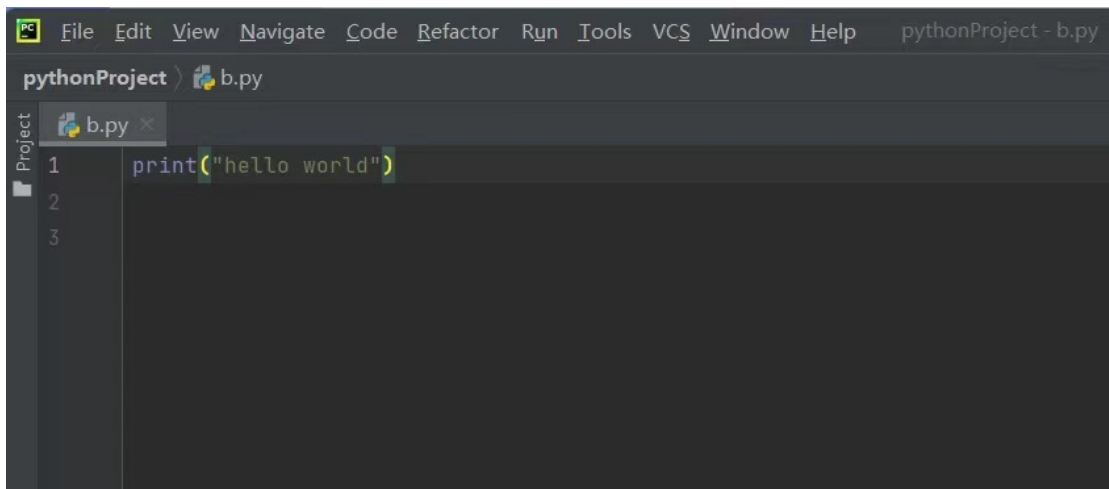 PC File Edit View Navigate Code Refactor Run Tools VCS Window Help pythonProject - b.py
pythonProject b.py
b.py
Project
1 print("hello world")
2
3